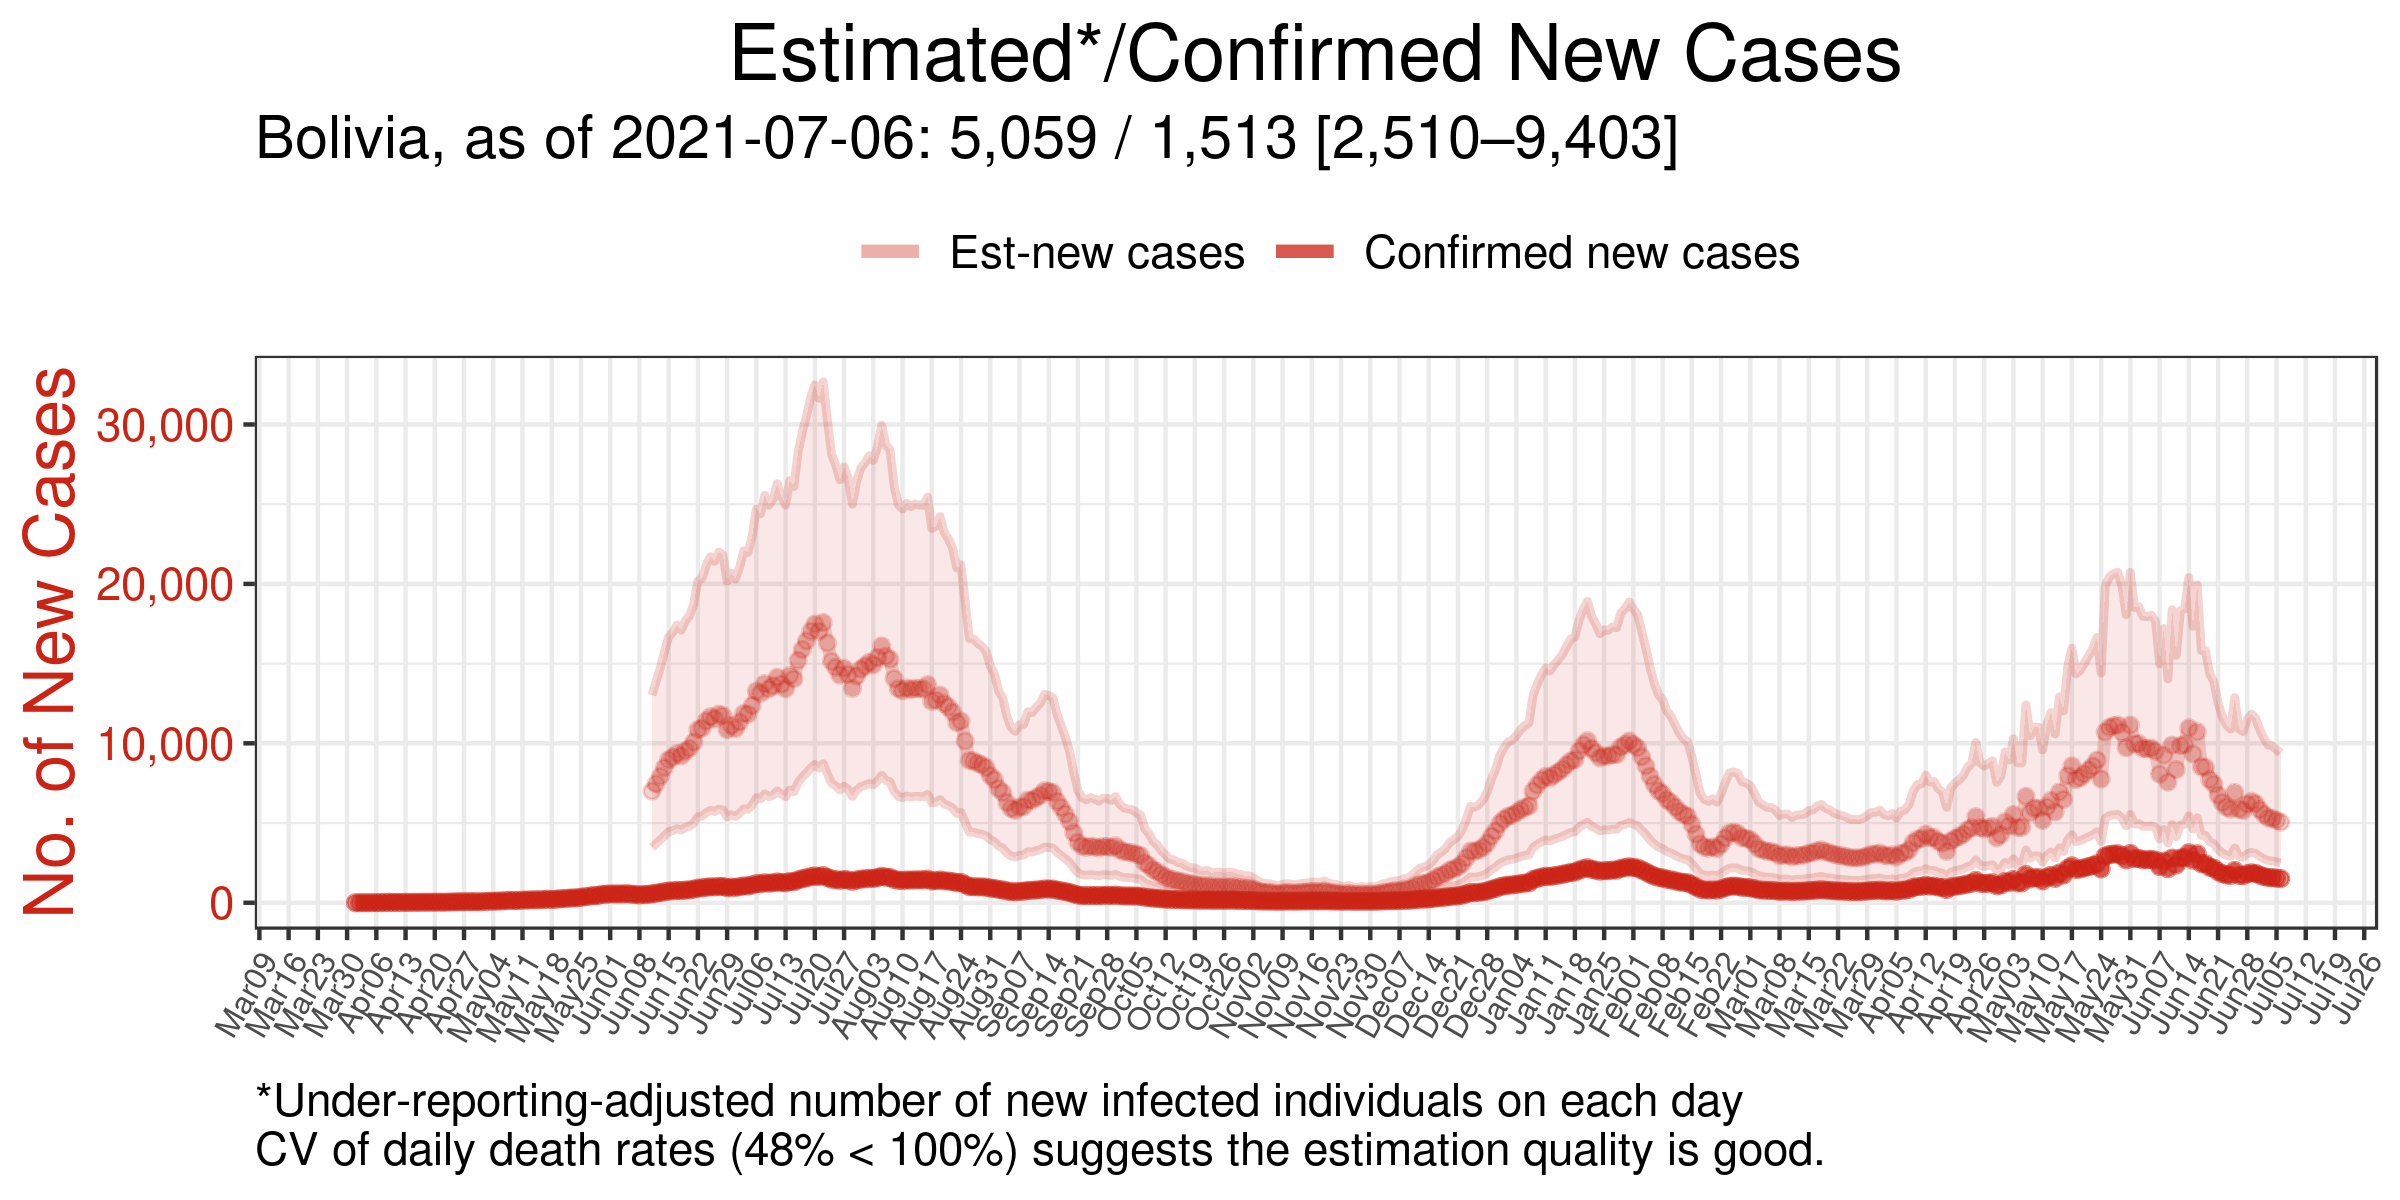 Estimated*/Confirmed New Cases
Bolivia, as of 2021-07-06: 5,059 / 1,513 [2,510–9,403]
Est-new cases
Confirmed new cases
No. of New Cases
30,000
20,000
10,000
0
Mar09
Mar16
Mar23
Mar30
Apr06
Apr13
Apr20
Apr27
May04
May11
May18
May25
Jun01
Jun08
Jun15
Jun22
Jun29
Jul06
Jul13
Jul20
Jul27
Aug03
Aug10
Aug17
Aug24
Aug31
Sep07
Sep14
Sep21
Sep28
Oct05
Oct12
Oct19
Oct26
Nov02
Nov09
Nov16
Nov23
Nov30
Dec07
Dec14
Dec21
Dec28
Jan04
Jan11
Jan18
Jan25
Feb01
Feb08
Feb15
Feb22
Mar01
Mar08
Mar15
Mar22
Mar29
Apr05
Apr12
Apr19
Apr26
May03
May10
May17
May24
May31
Jun07
Jun14
Jun21
Jun28
Jul05
Jul12
Jul19
Jul26
*Under-reporting-adjusted number of new infected individuals on each day
CV of daily death rates (48% < 100%) suggests the estimation quality is good.